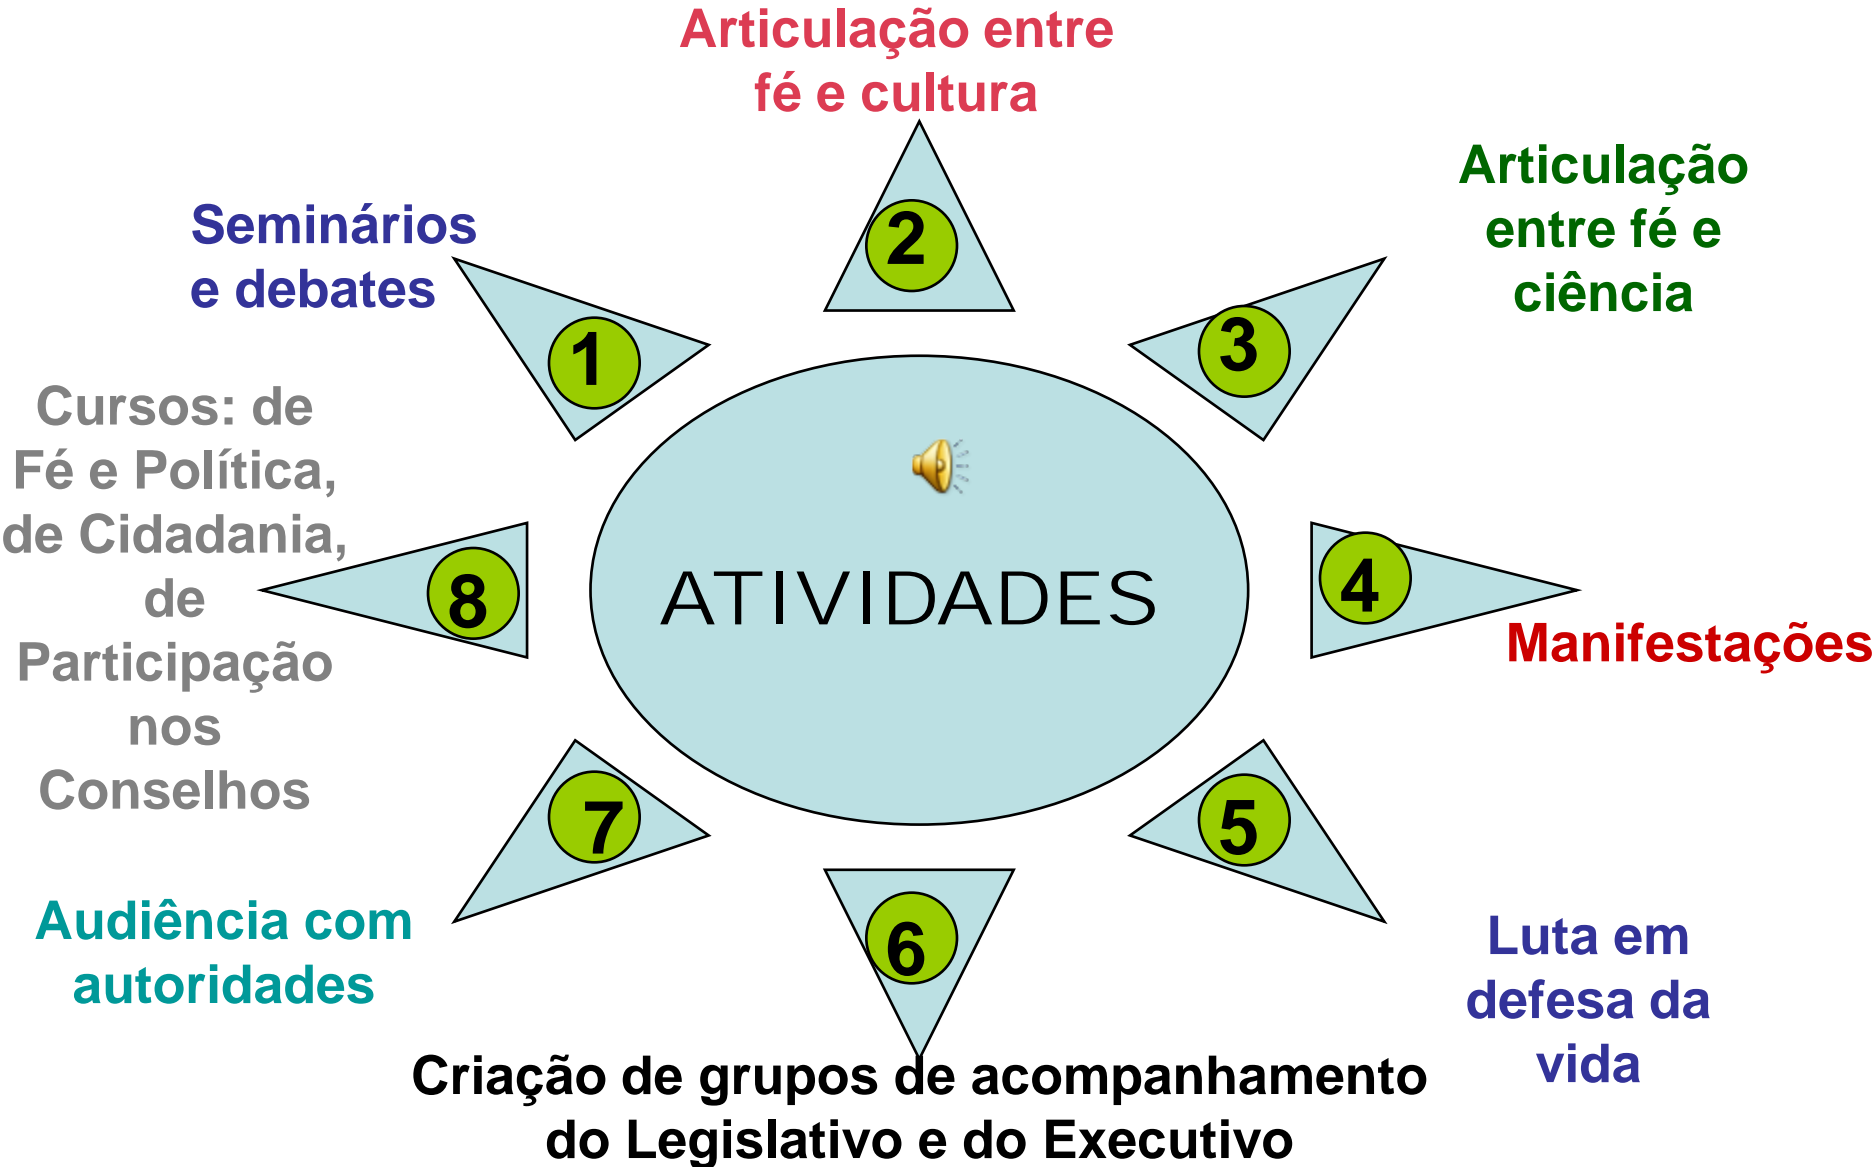 Articulação entre
fé e cultura
Articulação
entre fé e
ciência
Seminários
e debates
2
3
1
Cursos: de
Fé e Política,
de Cidadania,
de
Participação
nos
Conselhos
ATIVIDADES
8
4
Manifestações
7
5
6
Audiência com
autoridades
Luta em
defesa da
vida
Criação de grupos de acompanhamento
do Legislativo e do Executivo